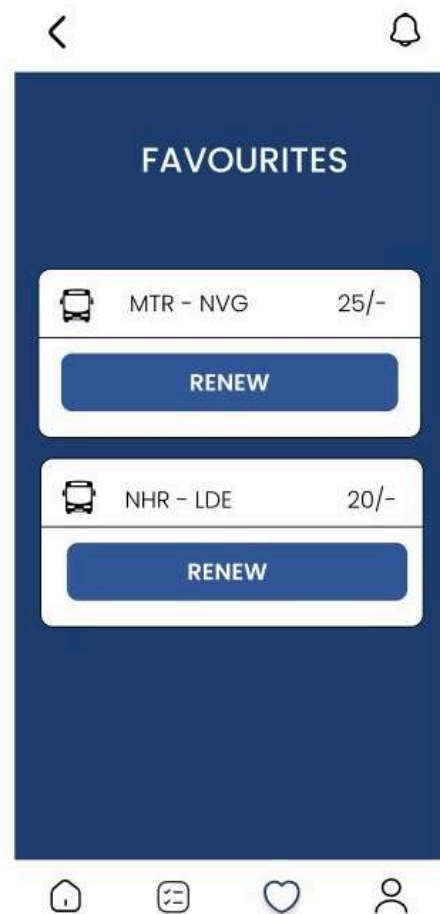 FAVOURITES
MTR - NVG 25/-
RENEW
NHR - LDE 20/-
RENEW